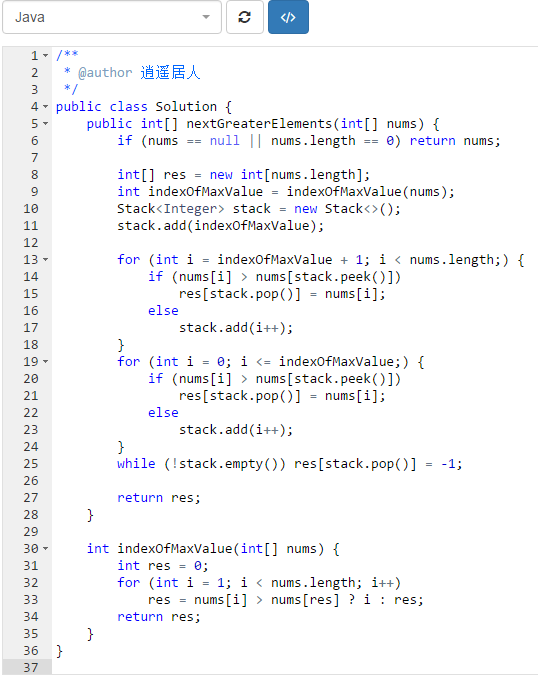 Java
1 /**
2  * @author 逍遥居人
3  */
4 public class Solution {
5     public int[] nextGreaterElements(int[] nums) {
6         if (nums == null || nums.length == 0) return nums;
7
8         int[] res = new int[nums.length];
9         int indexOfMaxValue = indexOfMaxValue(nums);
10         Stack<Integer> stack = new Stack<>();
11         stack.add(indexOfMaxValue);
12
13         for (int i = indexOfMaxValue + 1; i < nums.length;) {
14             if (nums[i] > nums[stack.peek()])
15                 res[stack.pop()] = nums[i];
16             else
17                 stack.add(i++);
18         }
19         for (int i = 0; i <= indexOfMaxValue;) {
20             if (nums[i] > nums[stack.peek()])
21                 res[stack.pop()] = nums[i];
22             else
23                 stack.add(i++);
24         }
25         while (!stack.empty()) res[stack.pop()] = -1;
26
27         return res;
28     }
29
30     int indexOfMaxValue(int[] nums) {
31         int res = 0;
32         for (int i = 1; i < nums.length; i++)
33             res = nums[i] > nums[res] ? i : res;
34         return res;
35     }
36 }
37